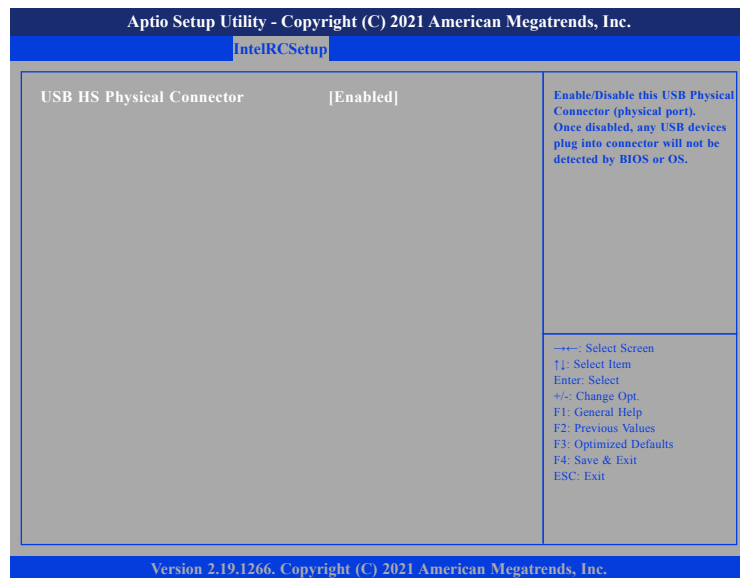 Aptio Setup Utility - Copyright (C) 2021 American Megatrends, Inc.
IntelRCSetup
USB HS Physical Connector [Enabled]
Enable/Disable this USB Physical
Connector (physical port).
Once disabled, any USB devices
plug into connector will not be
detected by BIOS or OS.
→←: Select Screen
↑↓: Select Item
Enter: Select
+/-: Change Opt.
F1: General Help
F2: Previous Values
F3: Optimized Defaults
F4: Save & Exit
ESC: Exit
Version 2.19.1266. Copyright (C) 2021 American Megatrends, Inc.